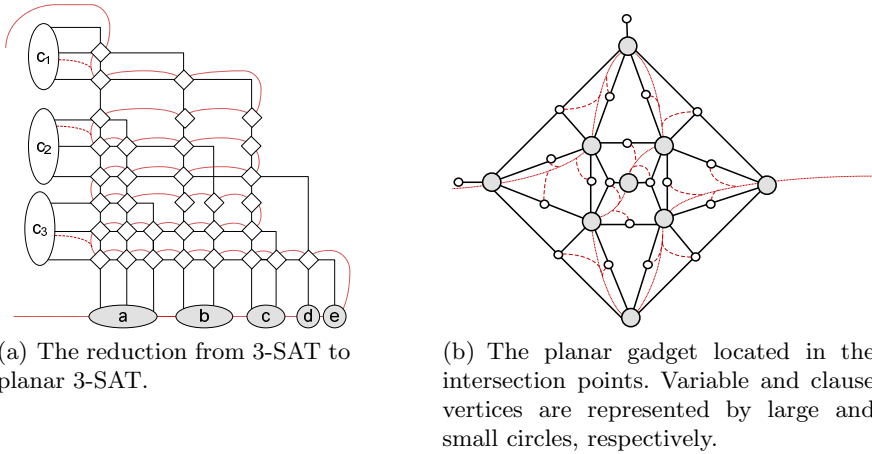 c1
c2
c3
a b c d e
(a) The reduction from 3-SAT to
planar 3-SAT.
(b) The planar gadget located in the
intersection points. Variable and clause
vertices are represented by large and
small circles, respectively.